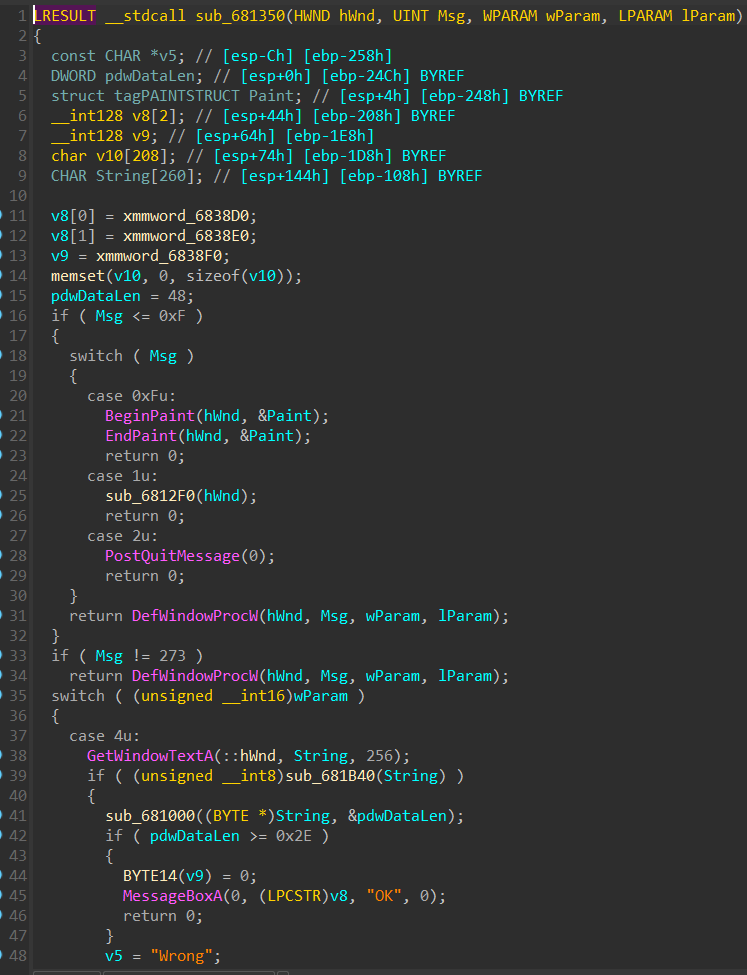 1 LRESULT __stdcall sub_681350(HWND hWnd, UINT Msg, WPARAM wParam, LPARAM lParam)
2 {
3 const CHAR *v5; // [esp-Ch] [ebp-258h]
4 DWORD pdwDataLen; // [esp+0h] [ebp-24Ch] BYREF
5 struct tagPAINTSTRUCT Paint; // [esp+4h] [ebp-248h] BYREF
6 __int128 v8[2]; // [esp+44h] [ebp-208h] BYREF
7 __int128 v9; // [esp+64h] [ebp-1E8h]
8 char v10[208]; // [esp+74h] [ebp-1D8h] BYREF
9 CHAR String[260]; // [esp+144h] [ebp-108h] BYREF
10
11 v8[0] = xmmword_6838D0;
12 v8[1] = xmmword_6838E0;
13 v9 = xmmword_6838F0;
14 memset(v10, 0, sizeof(v10));
15 pdwDataLen = 48;
16 if ( Msg <= 0xF )
17 {
18 switch ( Msg )
19 {
20 case 0xFu:
21 BeginPaint(hWnd, &Paint);
22 EndPaint(hWnd, &Paint);
23 return 0;
24 case 1u:
25 sub_6812F0(hWnd);
26 return 0;
27 case 2u:
28 PostQuitMessage(0);
29 return 0;
30 }
31 return DefWindowProcW(hWnd, Msg, wParam, lParam);
32 }
33 if ( Msg != 273 )
34 return DefWindowProcW(hWnd, Msg, wParam, lParam);
35 switch ( (unsigned __int16)wParam )
36 {
37 case 4u:
38 GetWindowTextA(::hWnd, String, 256);
39 if ( (unsigned __int8)sub_681B40(String) )
40 {
41 sub_681000((BYTE *)String, &pdwDataLen);
42 if ( pdwDataLen >= 0x2E )
43 {
44 BYTE14(v9) = 0;
45 MessageBoxA(0, (LPCSTR)v8, "OK", 0);
46 return 0;
47 }
48 v5 = "Wrong";